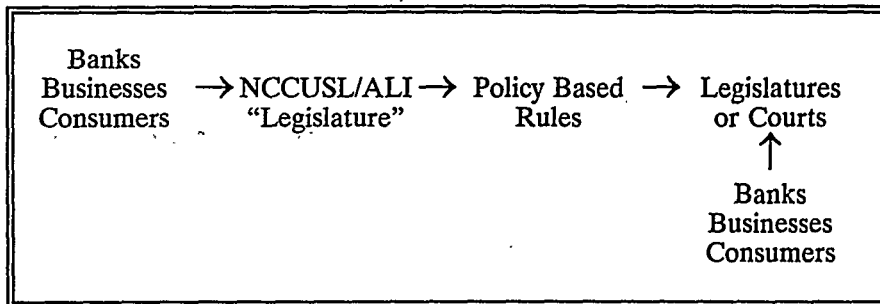 Banks
Businesses → NCCUSL/ALI → Policy Based → Legislatures
Consumers “Legislature” Rules or Courts
↑
Banks
Businesses
Consumers